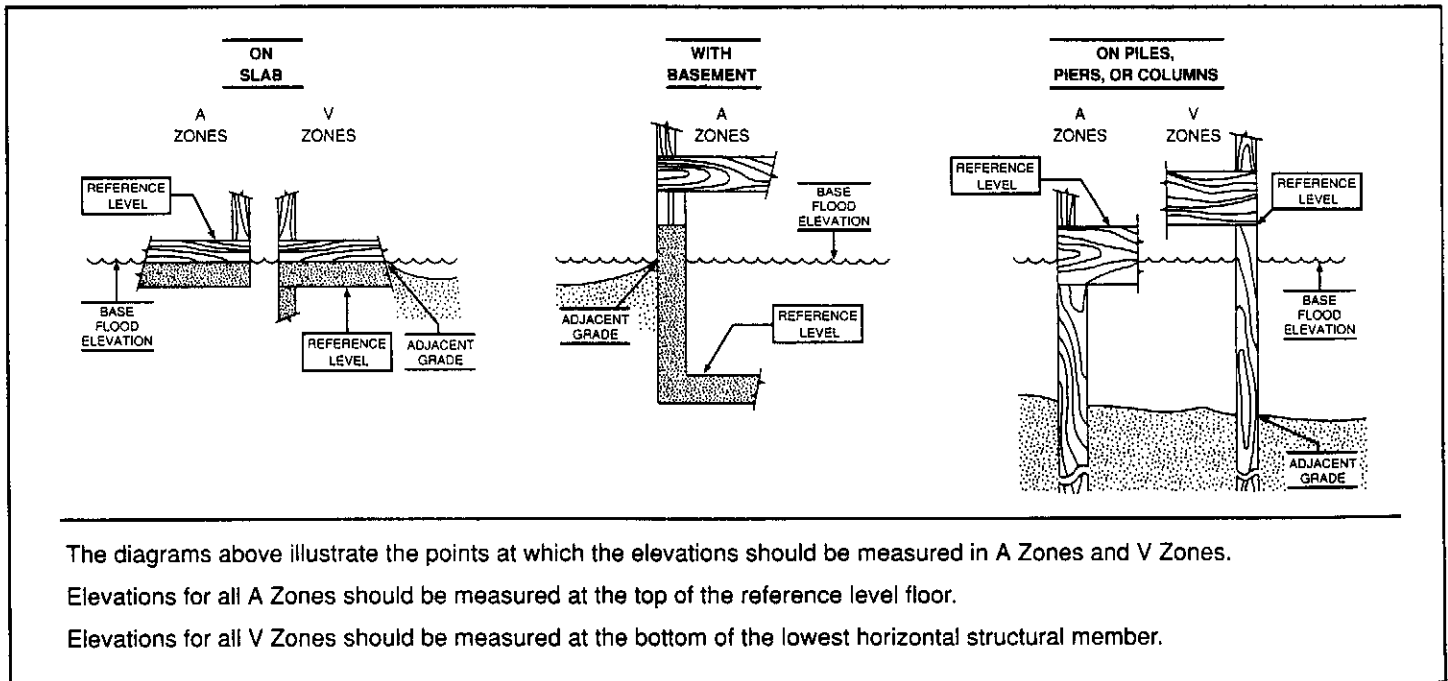 ON
SLAB
A
ZONES
V
ZONES
REFERENCE
LEVEL
BASE
FLOOD
ELEVATION
REFERENCE
LEVEL
ADJACENT
GRADE
WITH
BASEMENT
A
ZONES
BASE
FLOOD
ELEVATION
ADJACENT
GRADE
REFERENCE
LEVEL
ON PILES,
PIERS, OR COLUMNS
A
ZONES
V
ZONES
REFERENCE
LEVEL
REFERENCE
LEVEL
BASE
FLOOD
ELEVATION
ADJACENT
GRADE
The diagrams above illustrate the points at which the elevations should be measured in A Zones and V Zones.
Elevations for all A Zones should be measured at the top of the reference level floor.
Elevations for all V Zones should be measured at the bottom of the lowest horizontal structural member.